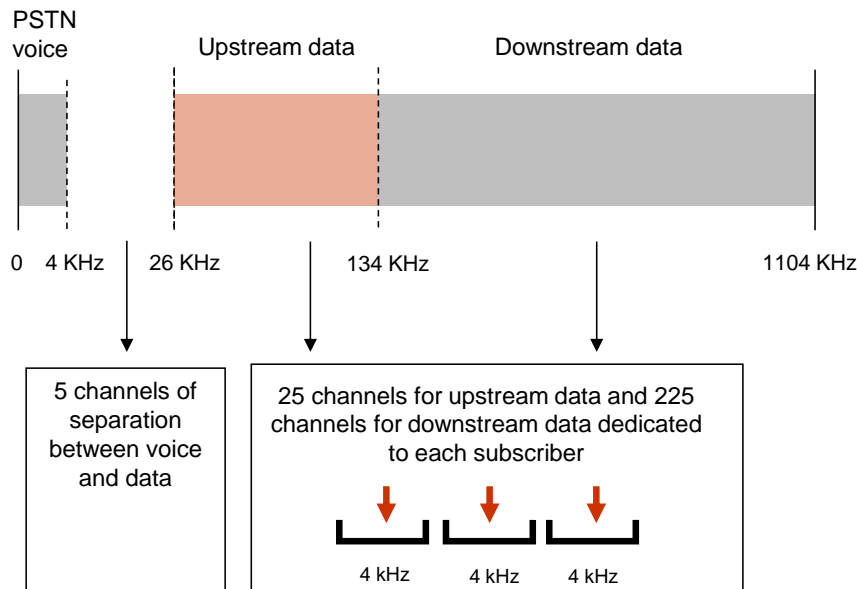 PSTN
voice
Upstream data
Downstream data
0
4 KHz
26 KHz
134 KHz
1104 KHz
5 channels of
separation
between voice
and data
25 channels for upstream data and 225
channels for downstream data dedicated
to each subscriber
4 kHz
4 kHz
4 kHz